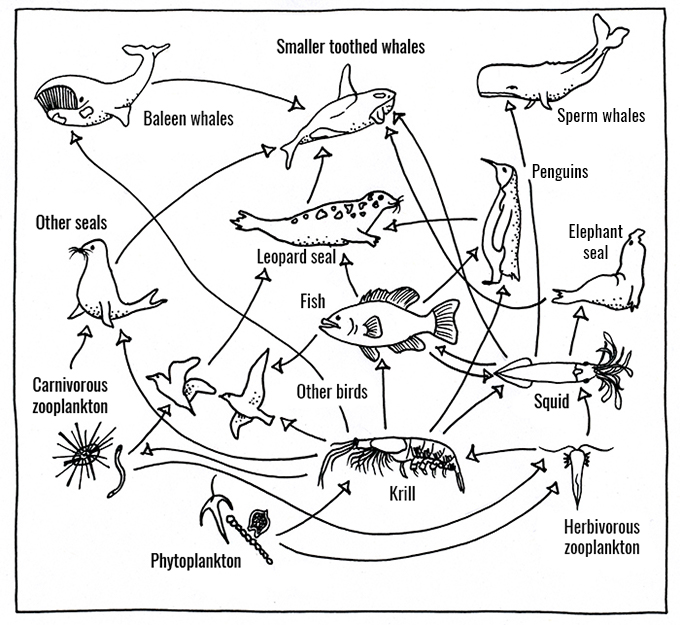 Smaller toothed whales
Baleen whales
Sperm whales
Penguins
Other seals
Elephant
seal
Leopard seal
Fish
Carnivorous
zooplankton
Other birds
Squid
Krill
Herbivorous
zooplankton
Phytoplankton